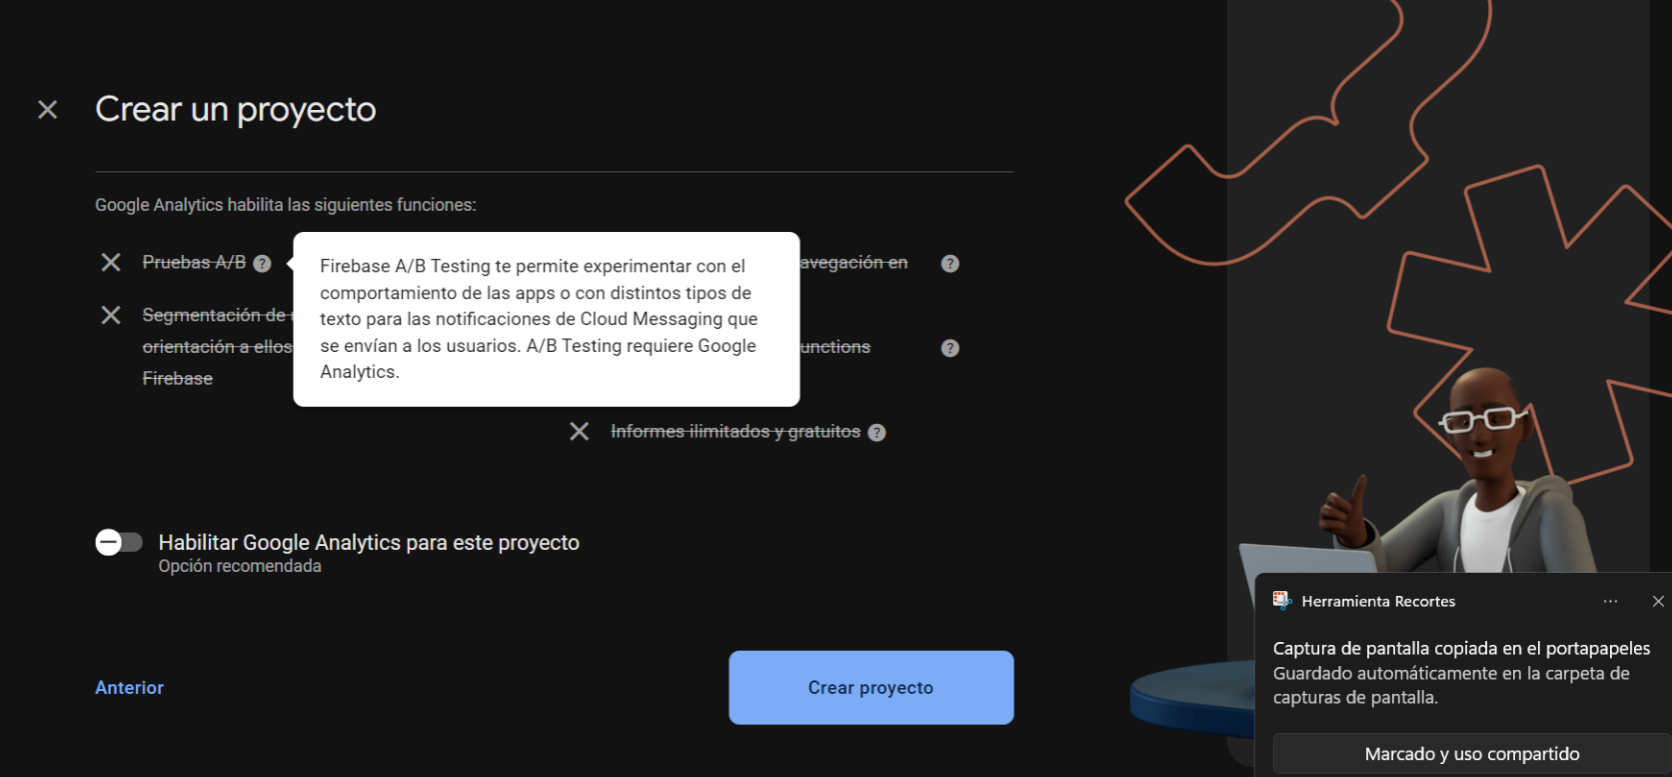 Crear un proyecto
Google Analytics habilita las siguientes funciones:
Pruebas A/B ?
Firebase A/B Testing te permite experimentar con el
comportamiento de las apps o con distintos tipos de
texto para las notificaciones de Cloud Messaging que
se envían a los usuarios. A/B Testing requiere Google
Analytics.
Segmentación de
orientación a ellos
Firebase
avegación en ?
unctions ?
Informes ilimitados y gratuitos ?
Habilitar Google Analytics para este proyecto
Opción recomendada
Anterior
Crear proyecto
Herramienta Recortes
Captura de pantalla copiada en el portapapeles
Guardado automáticamente en la carpeta de
capturas de pantalla.
Marcado y uso compartido